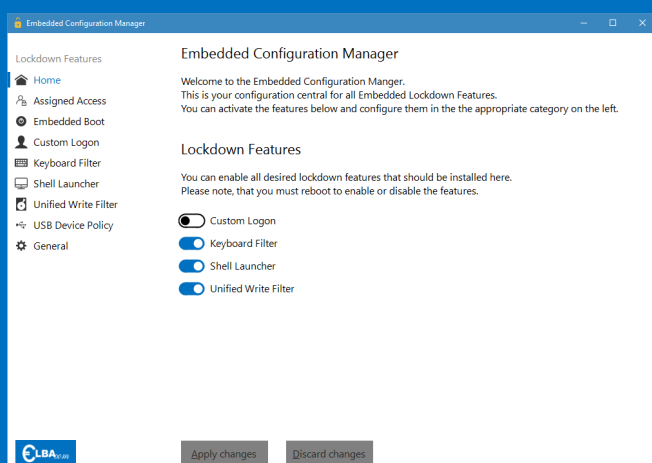 Embedded Configuration Manager
Lockdown Features
Home
Assigned Access
Embedded Boot
Custom Logon
Keyboard Filter
Shell Launcher
Unified Write Filter
USB Device Policy
General
Embedded Configuration Manager
Welcome to the Embedded Configuration Manger.
This is your configuration central for all Embedded Lockdown Features.
You can activate the features below and configure them in the the appropriate category on the left.
Lockdown Features
You can enable all desired lockdown features that should be installed here.
Please note, that you must reboot to enable or disable the features.
Custom Logon
Keyboard Filter
Shell Launcher
Unified Write Filter
ELBA
Apply changes
Discard changes